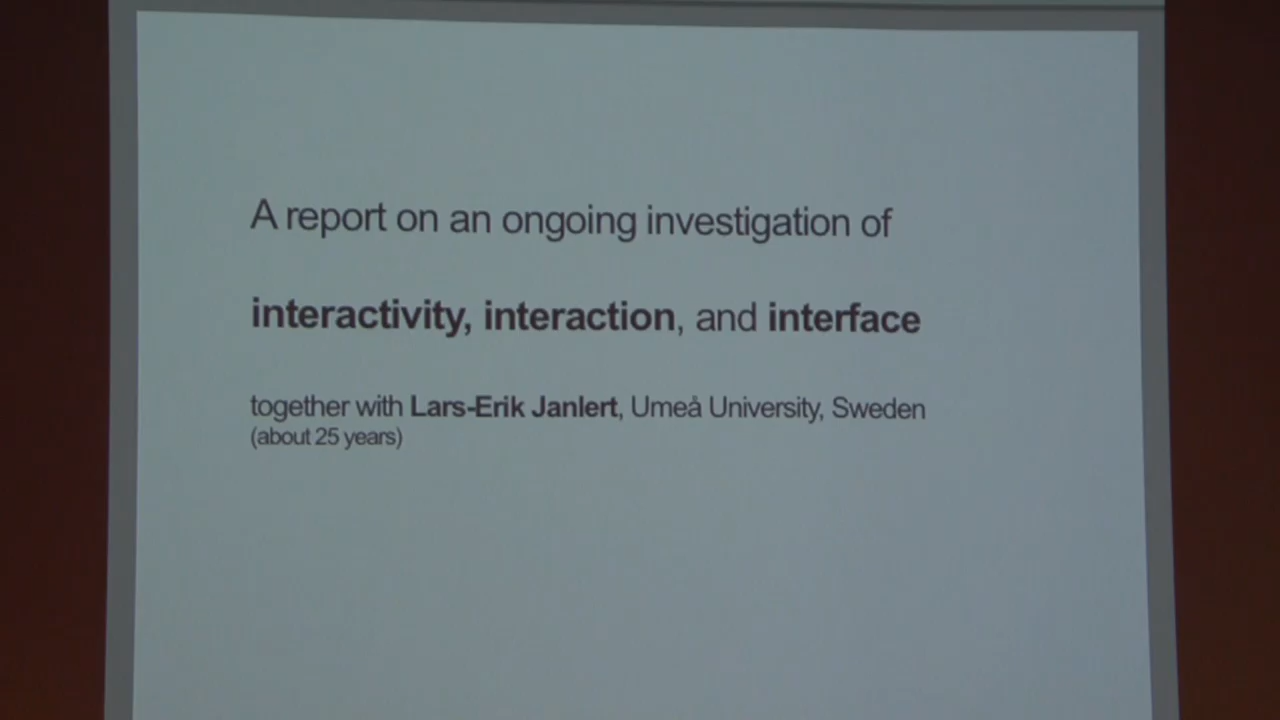 A report on an ongoing investigation of
interactivity, interaction, and interface
together with Lars-Erik Janlert, Umeå University, Sweden
(about 25 years)